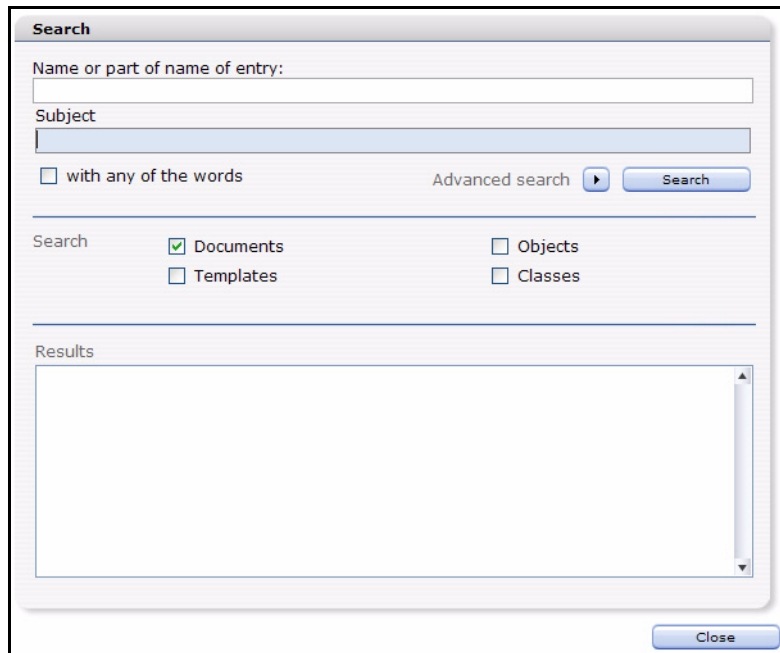 Search
Name or part of name of entry:
Subject
with any of the words
Advanced search
Search
Search
Documents
Objects
Templates
Classes
Results
Close